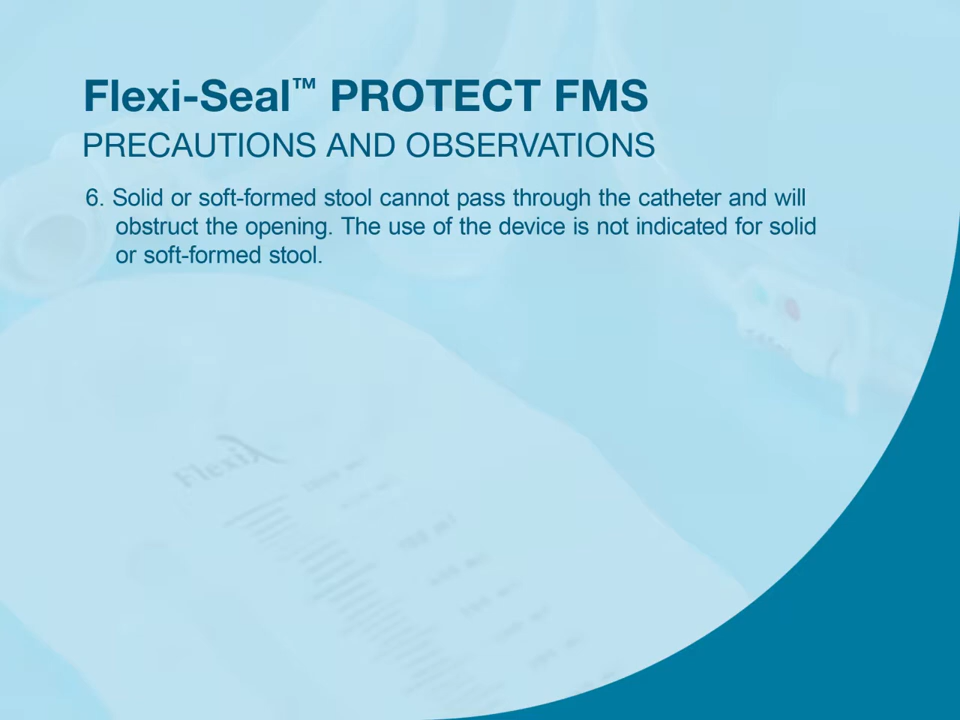 Flexi-Seal™ PROTECT FMS
PRECAUTIONS AND OBSERVATIONS
6. Solid or soft-formed stool cannot pass through the catheter and will
obstruct the opening. The use of the device is not indicated for solid
or soft-formed stool.